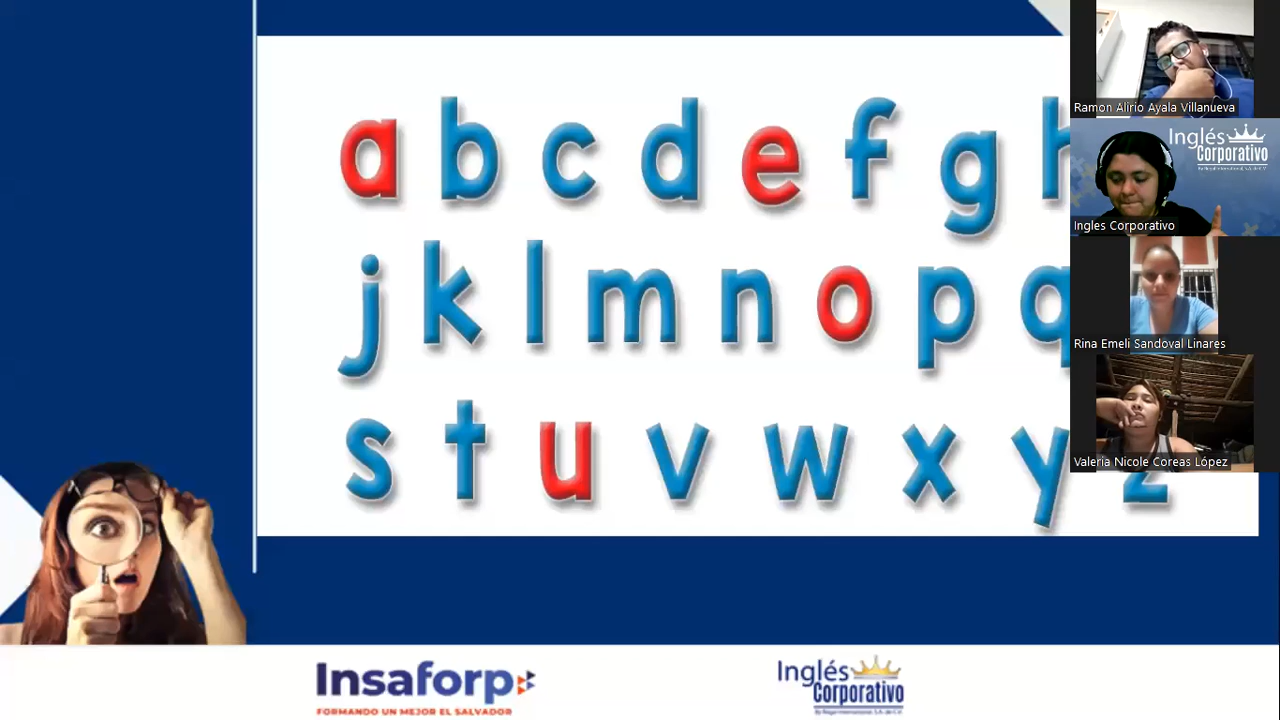 a b c d e f g h
j k l m n o p q
s t u v w x y z
Ramon Alirio Ayala Villanueva
Inglés
Corporativo
Ingles Corporativo
Rina Emeli Sandoval Linares
Valeria Nicole Coreas López
Insaforp
FORMANDO UN MEJOR EL SALVADOR
Inglés
Corporativo